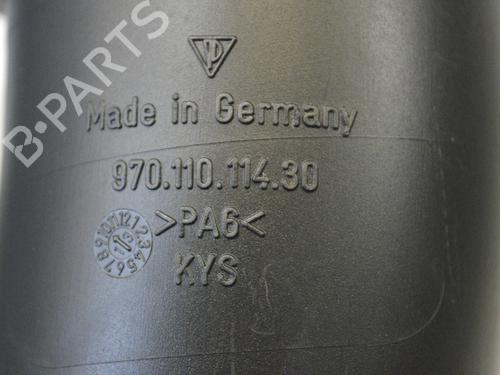 B·PARTS
Made in Germany
970.110.114.30
>PA6<
KYS